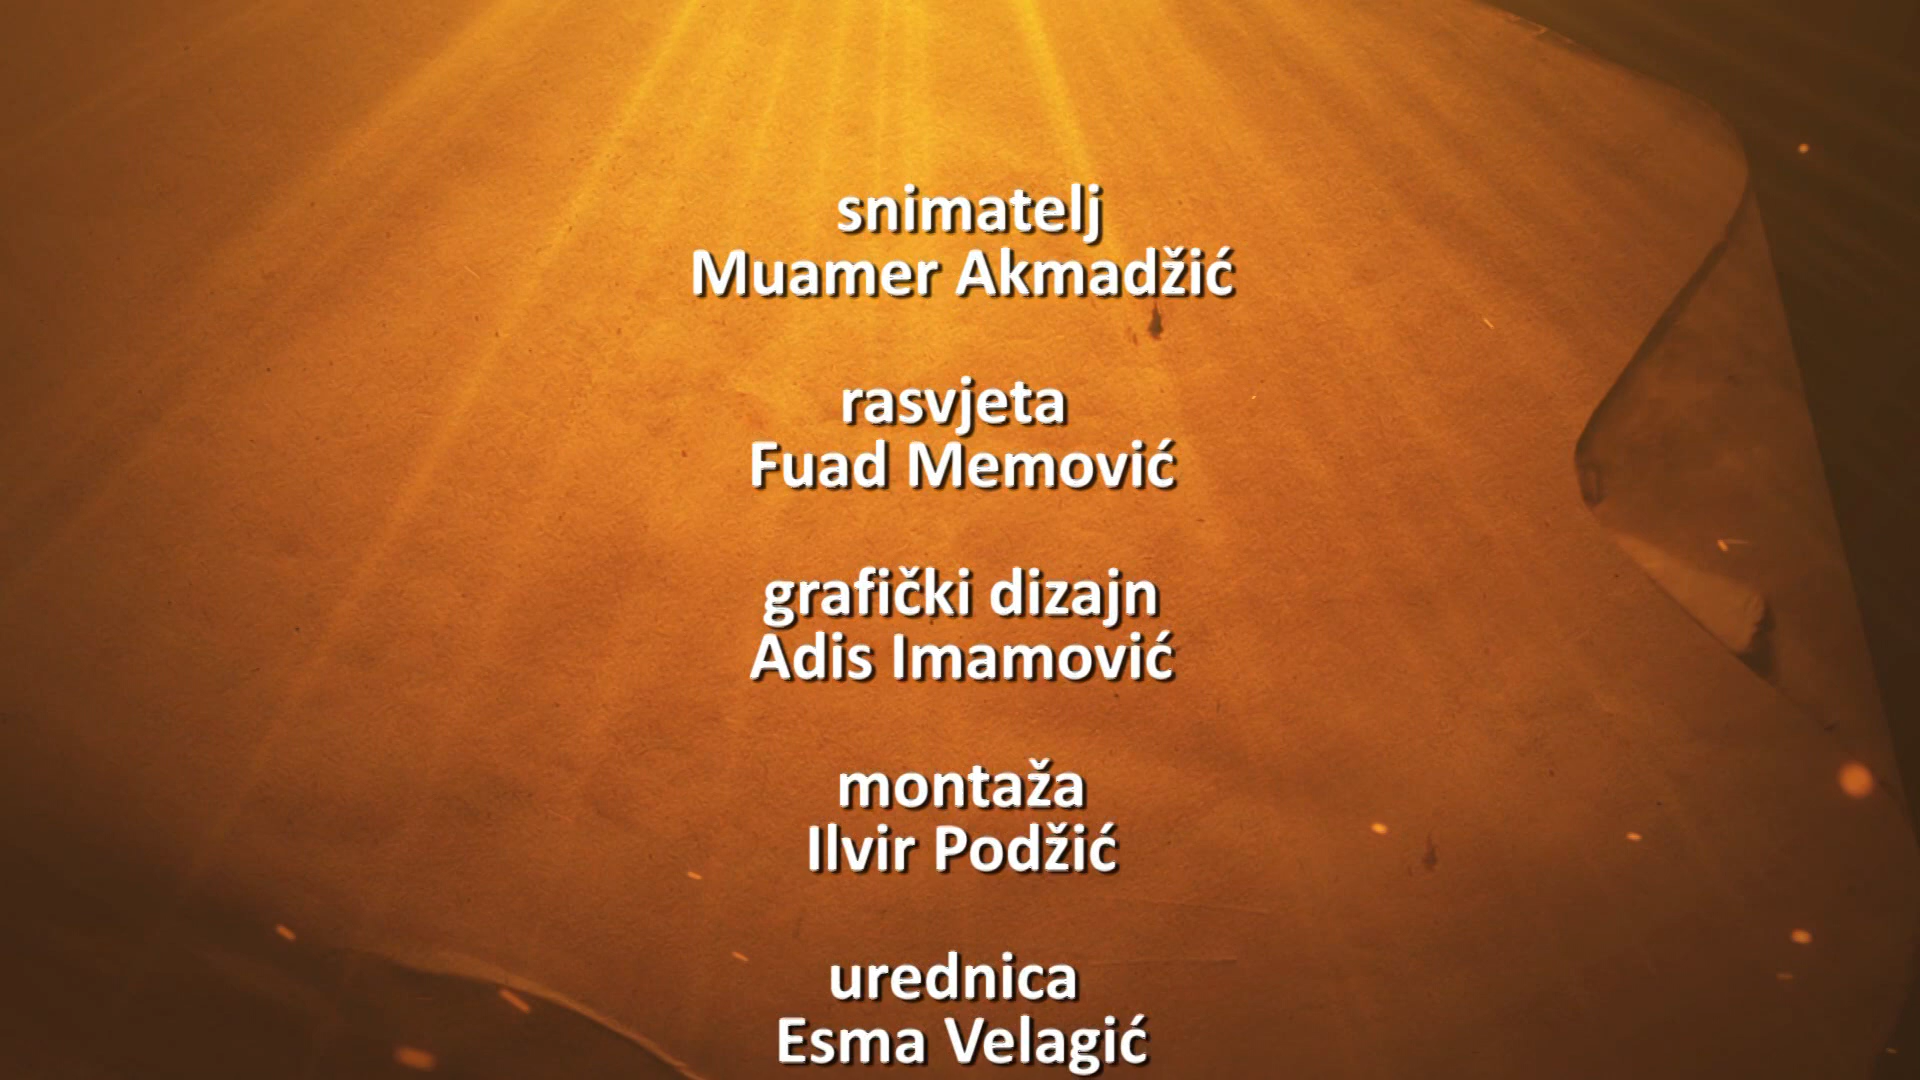 snimatelj
Muamer Akmadžić
rasvjeta
Fuad Memović
grafički dizajn
Adis Imamović
montaža
Ilvir Podžić
urednica
Esma Velagić